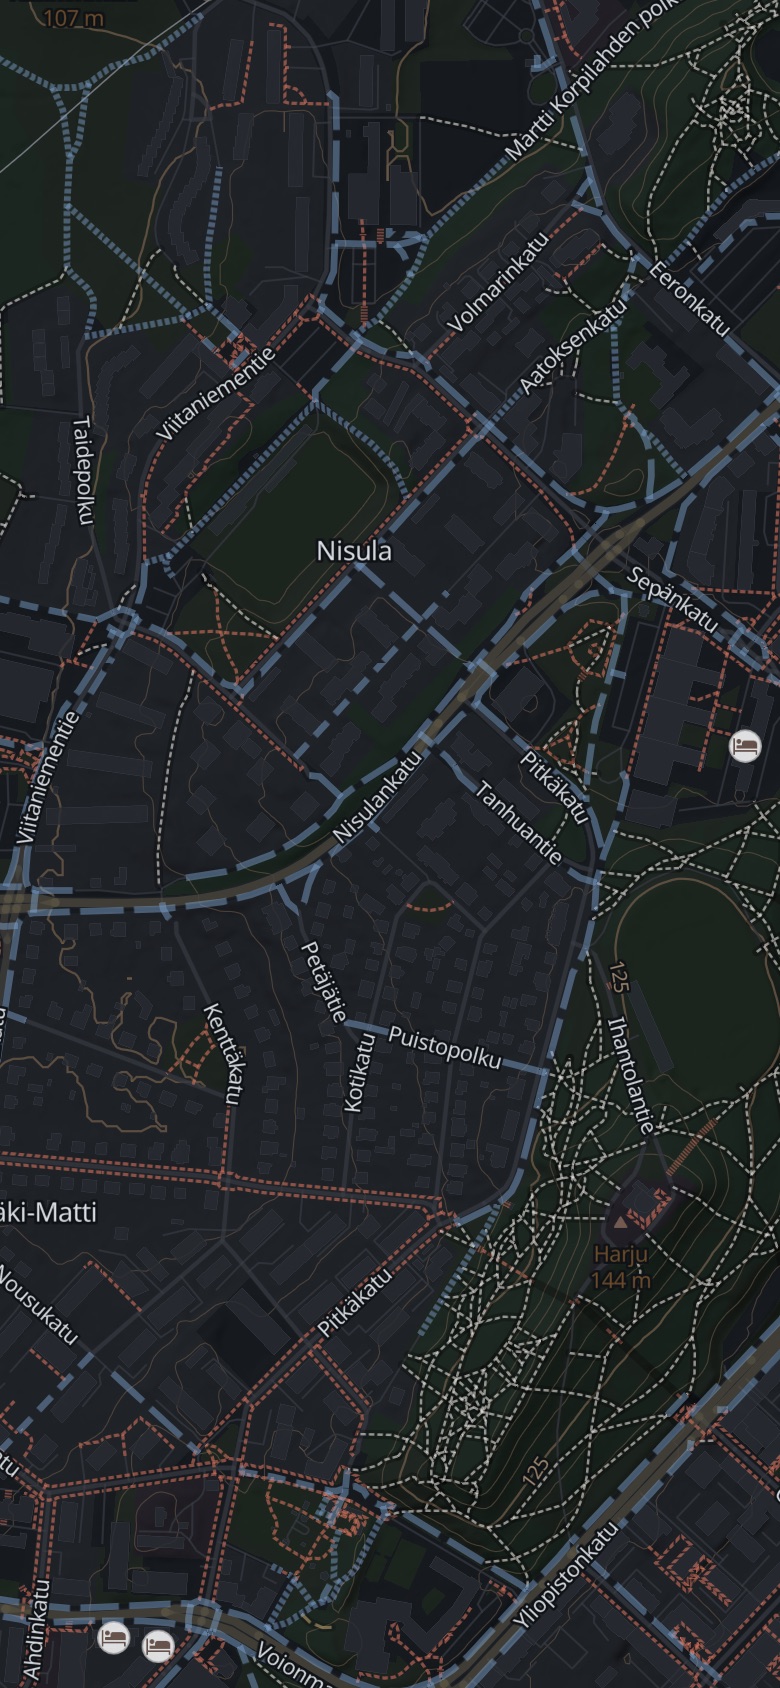 107 m
Martti Korpilahden polk
Volmarinkatu
Eeronkatu
Aatoksenkatu
Viitaniementie
Taidepolku
Nisula
Sepänkatu
Viitaniementie
Nisulankatu
Pitkäkatu
Tanhuantie
125
Petäjätie
Kenttäkatu
Ihantolantie
Puistopolku
Kotikatu
äki-Matti
Harju
144 m
Nousukatu
Pitkäkatu
125
Yliopistonkatu
Ahdinkatu
Voionma